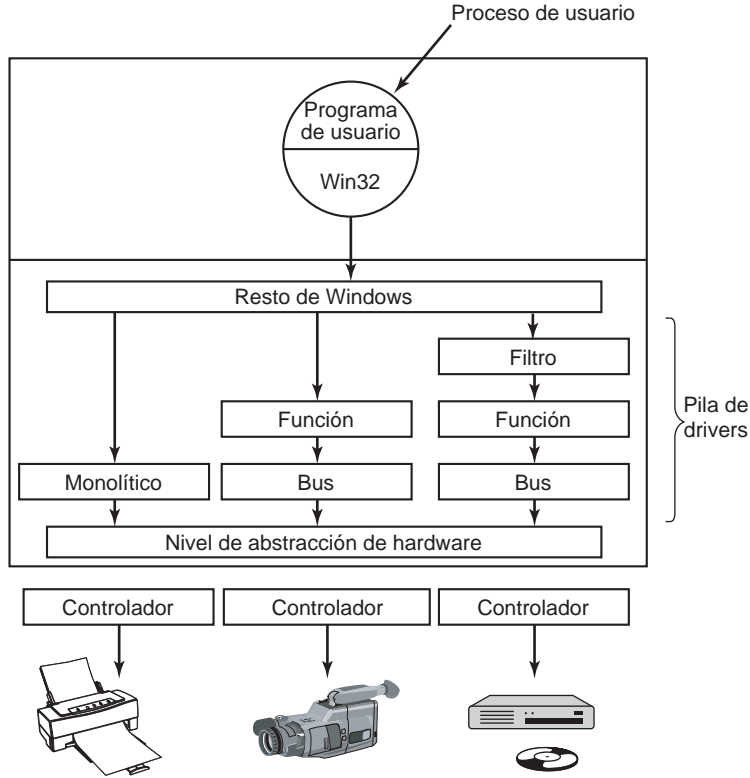 Proceso de usuario
Programa
de usuario
Win32
Resto de Windows
Filtro
Función
Función
Pila de
drivers
Monolítico
Bus
Bus
Nivel de abstracción de hardware
Controlador
Controlador
Controlador